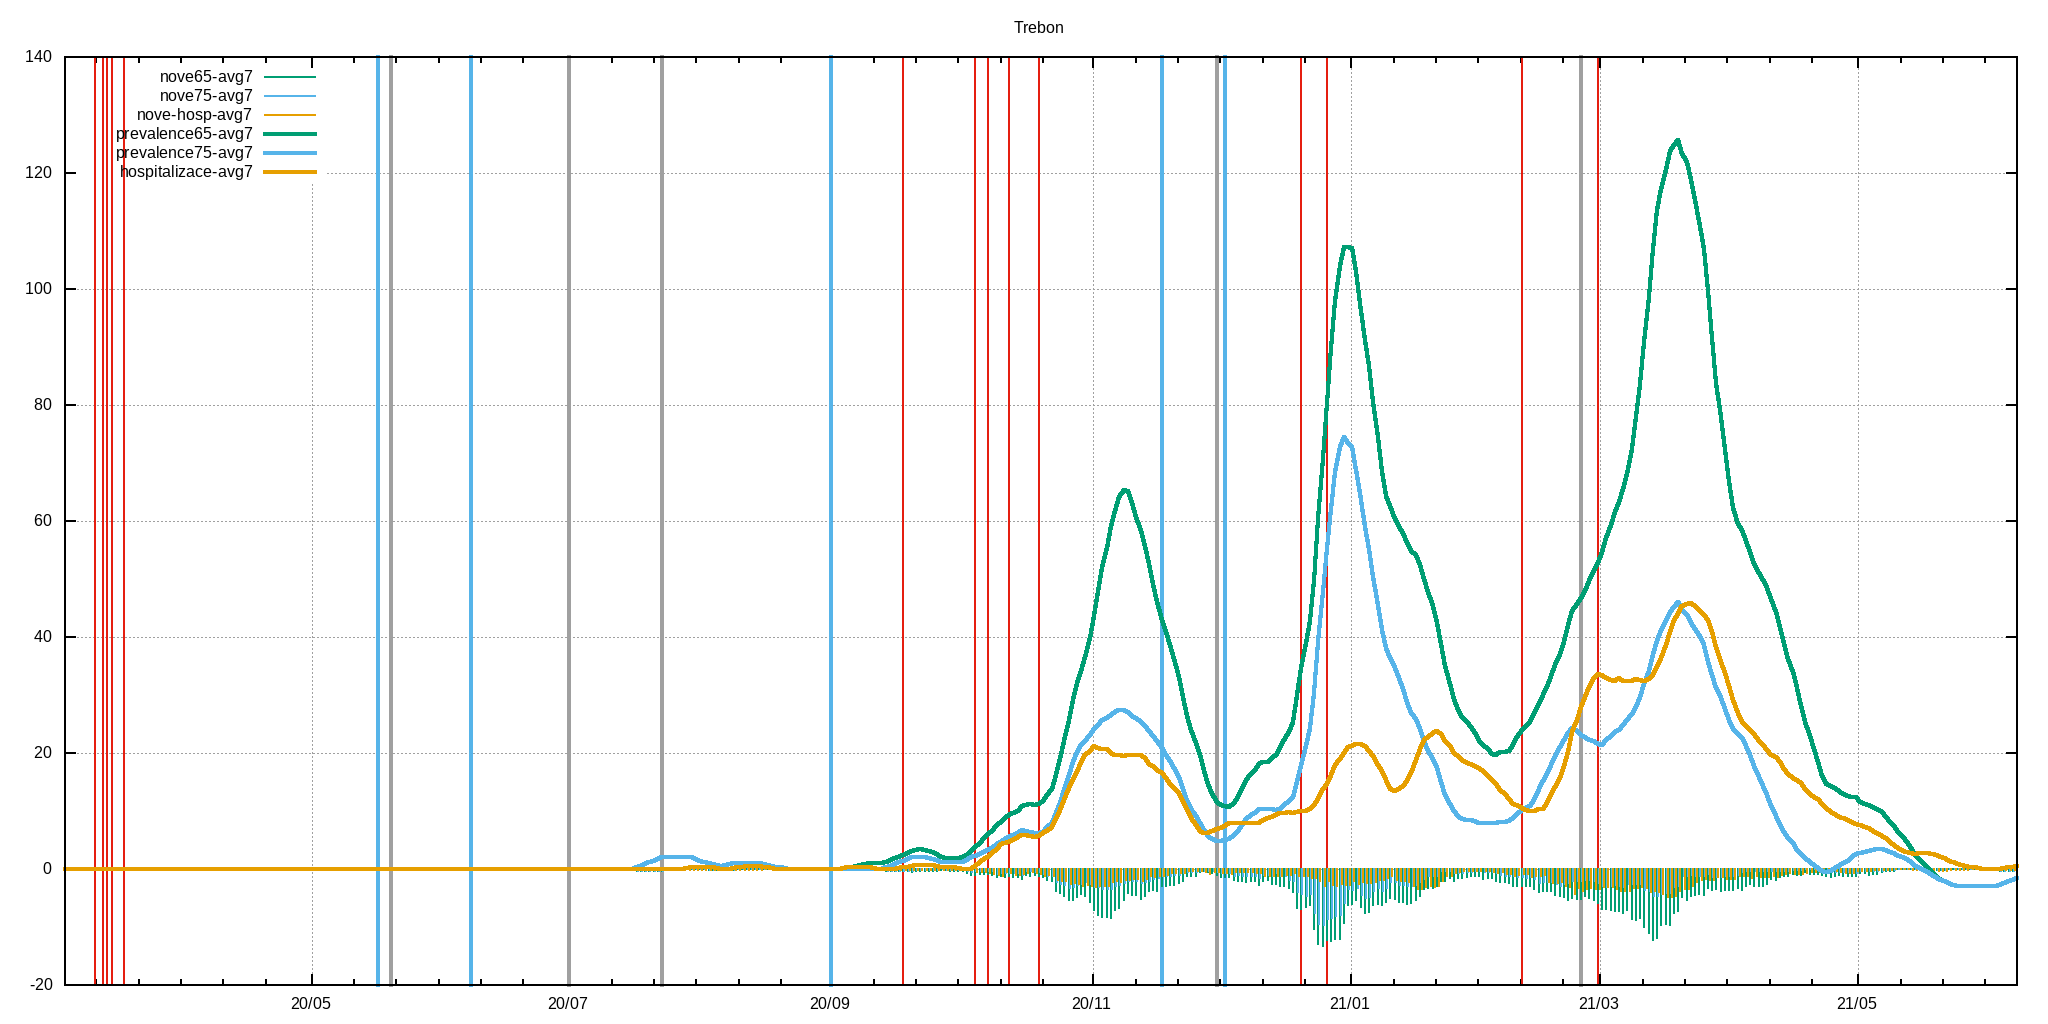 Trebon
140
120
100
80
60
40
20
0
-20
nove65-avg7
nove75-avg7
nove-hosp-avg7
prevalence65-avg7
prevalence75-avg7
hospitalizace-avg7
20/05 20/07 20/09 20/11 21/01 21/03 21/05